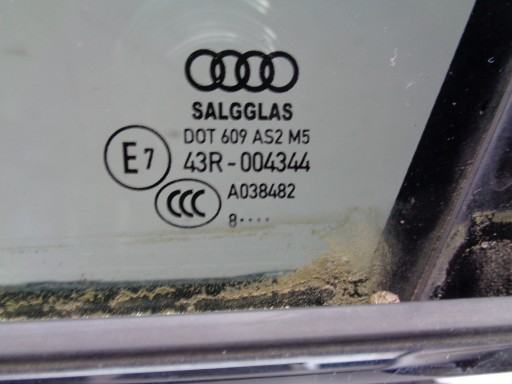 SALGGLAS
DOT 609 AS2 M5
E7
43R-004344
CCC
A038482
8····